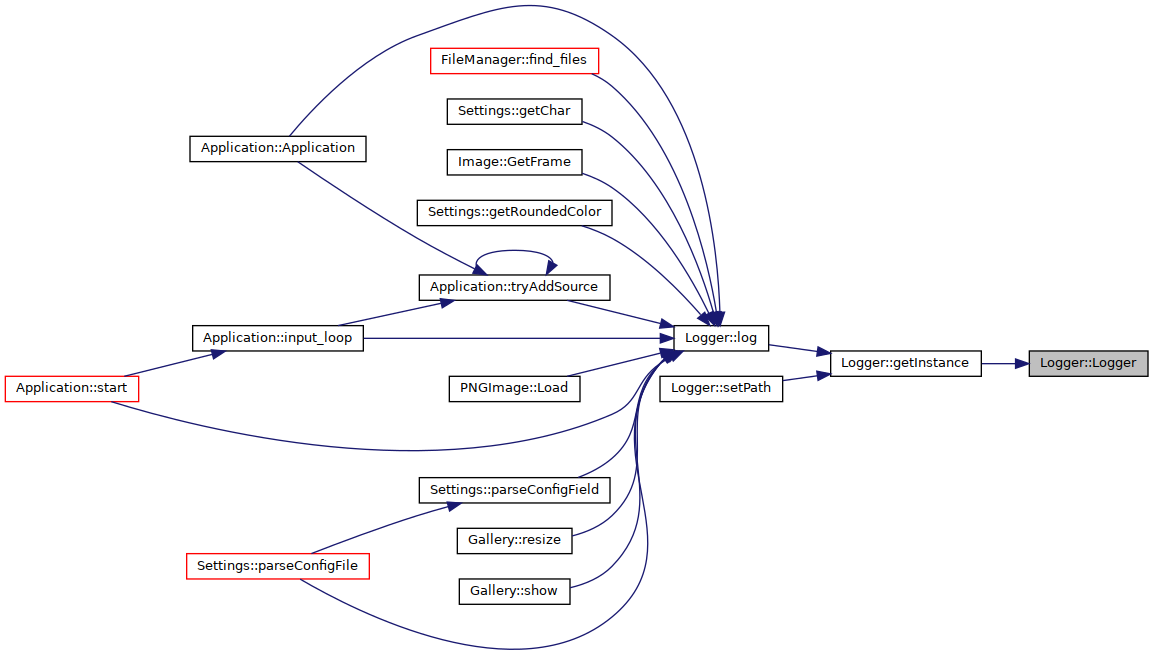 FileManager::find_files
Settings::getChar
Application::Application
Image::GetFrame
Settings::getRoundedColor
Application::tryAddSource
Application::input_loop
Logger::log
Logger::getInstance
Logger::Logger
Application::start
PNGImage::Load
Logger::setPath
Settings::parseConfigField
Gallery::resize
Settings::parseConfigFile
Gallery::show